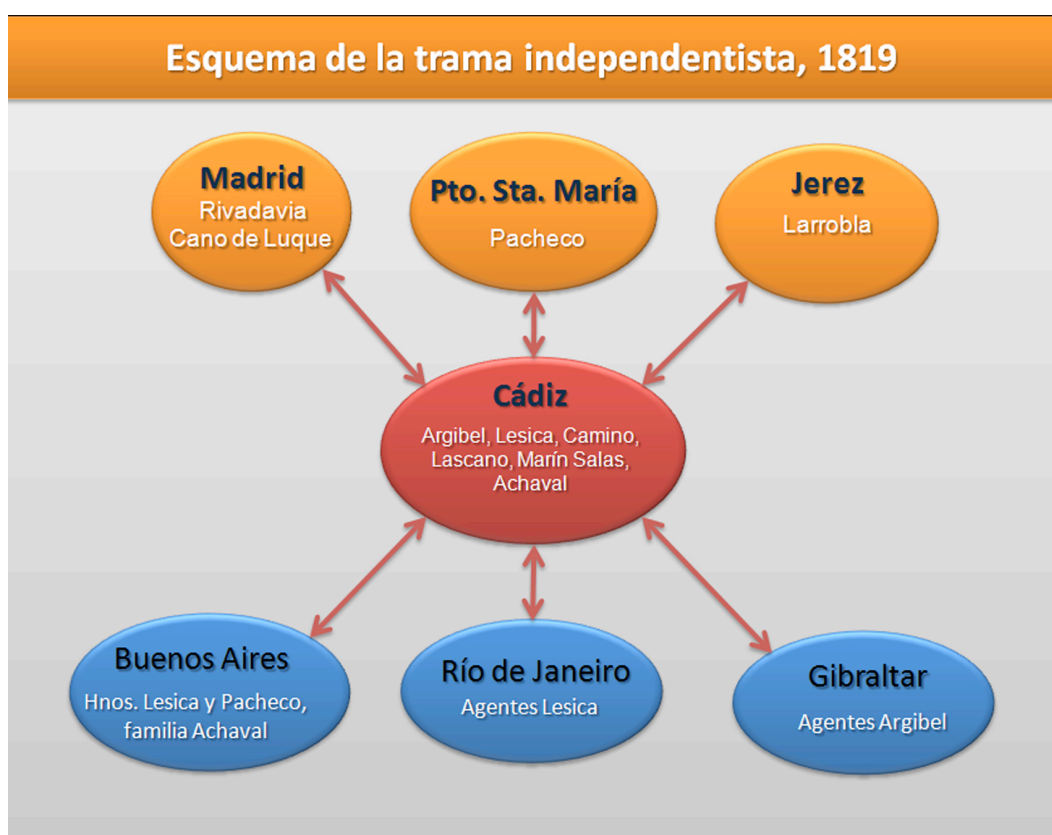 Esquema de la trama independentista, 1819
Madrid
Rivadavia
Cano de Luque
Pto. Sta. María
Pacheco
Jerez
Larrobla
Cádiz
Argibel, Lesica, Camino,
Lascano, Marín Salas,
Achaval
Buenos Aires
Hnos. Lesica y Pacheco,
familia Achaval
Río de Janeiro
Agentes Lesica
Gibraltar
Agentes Argibel